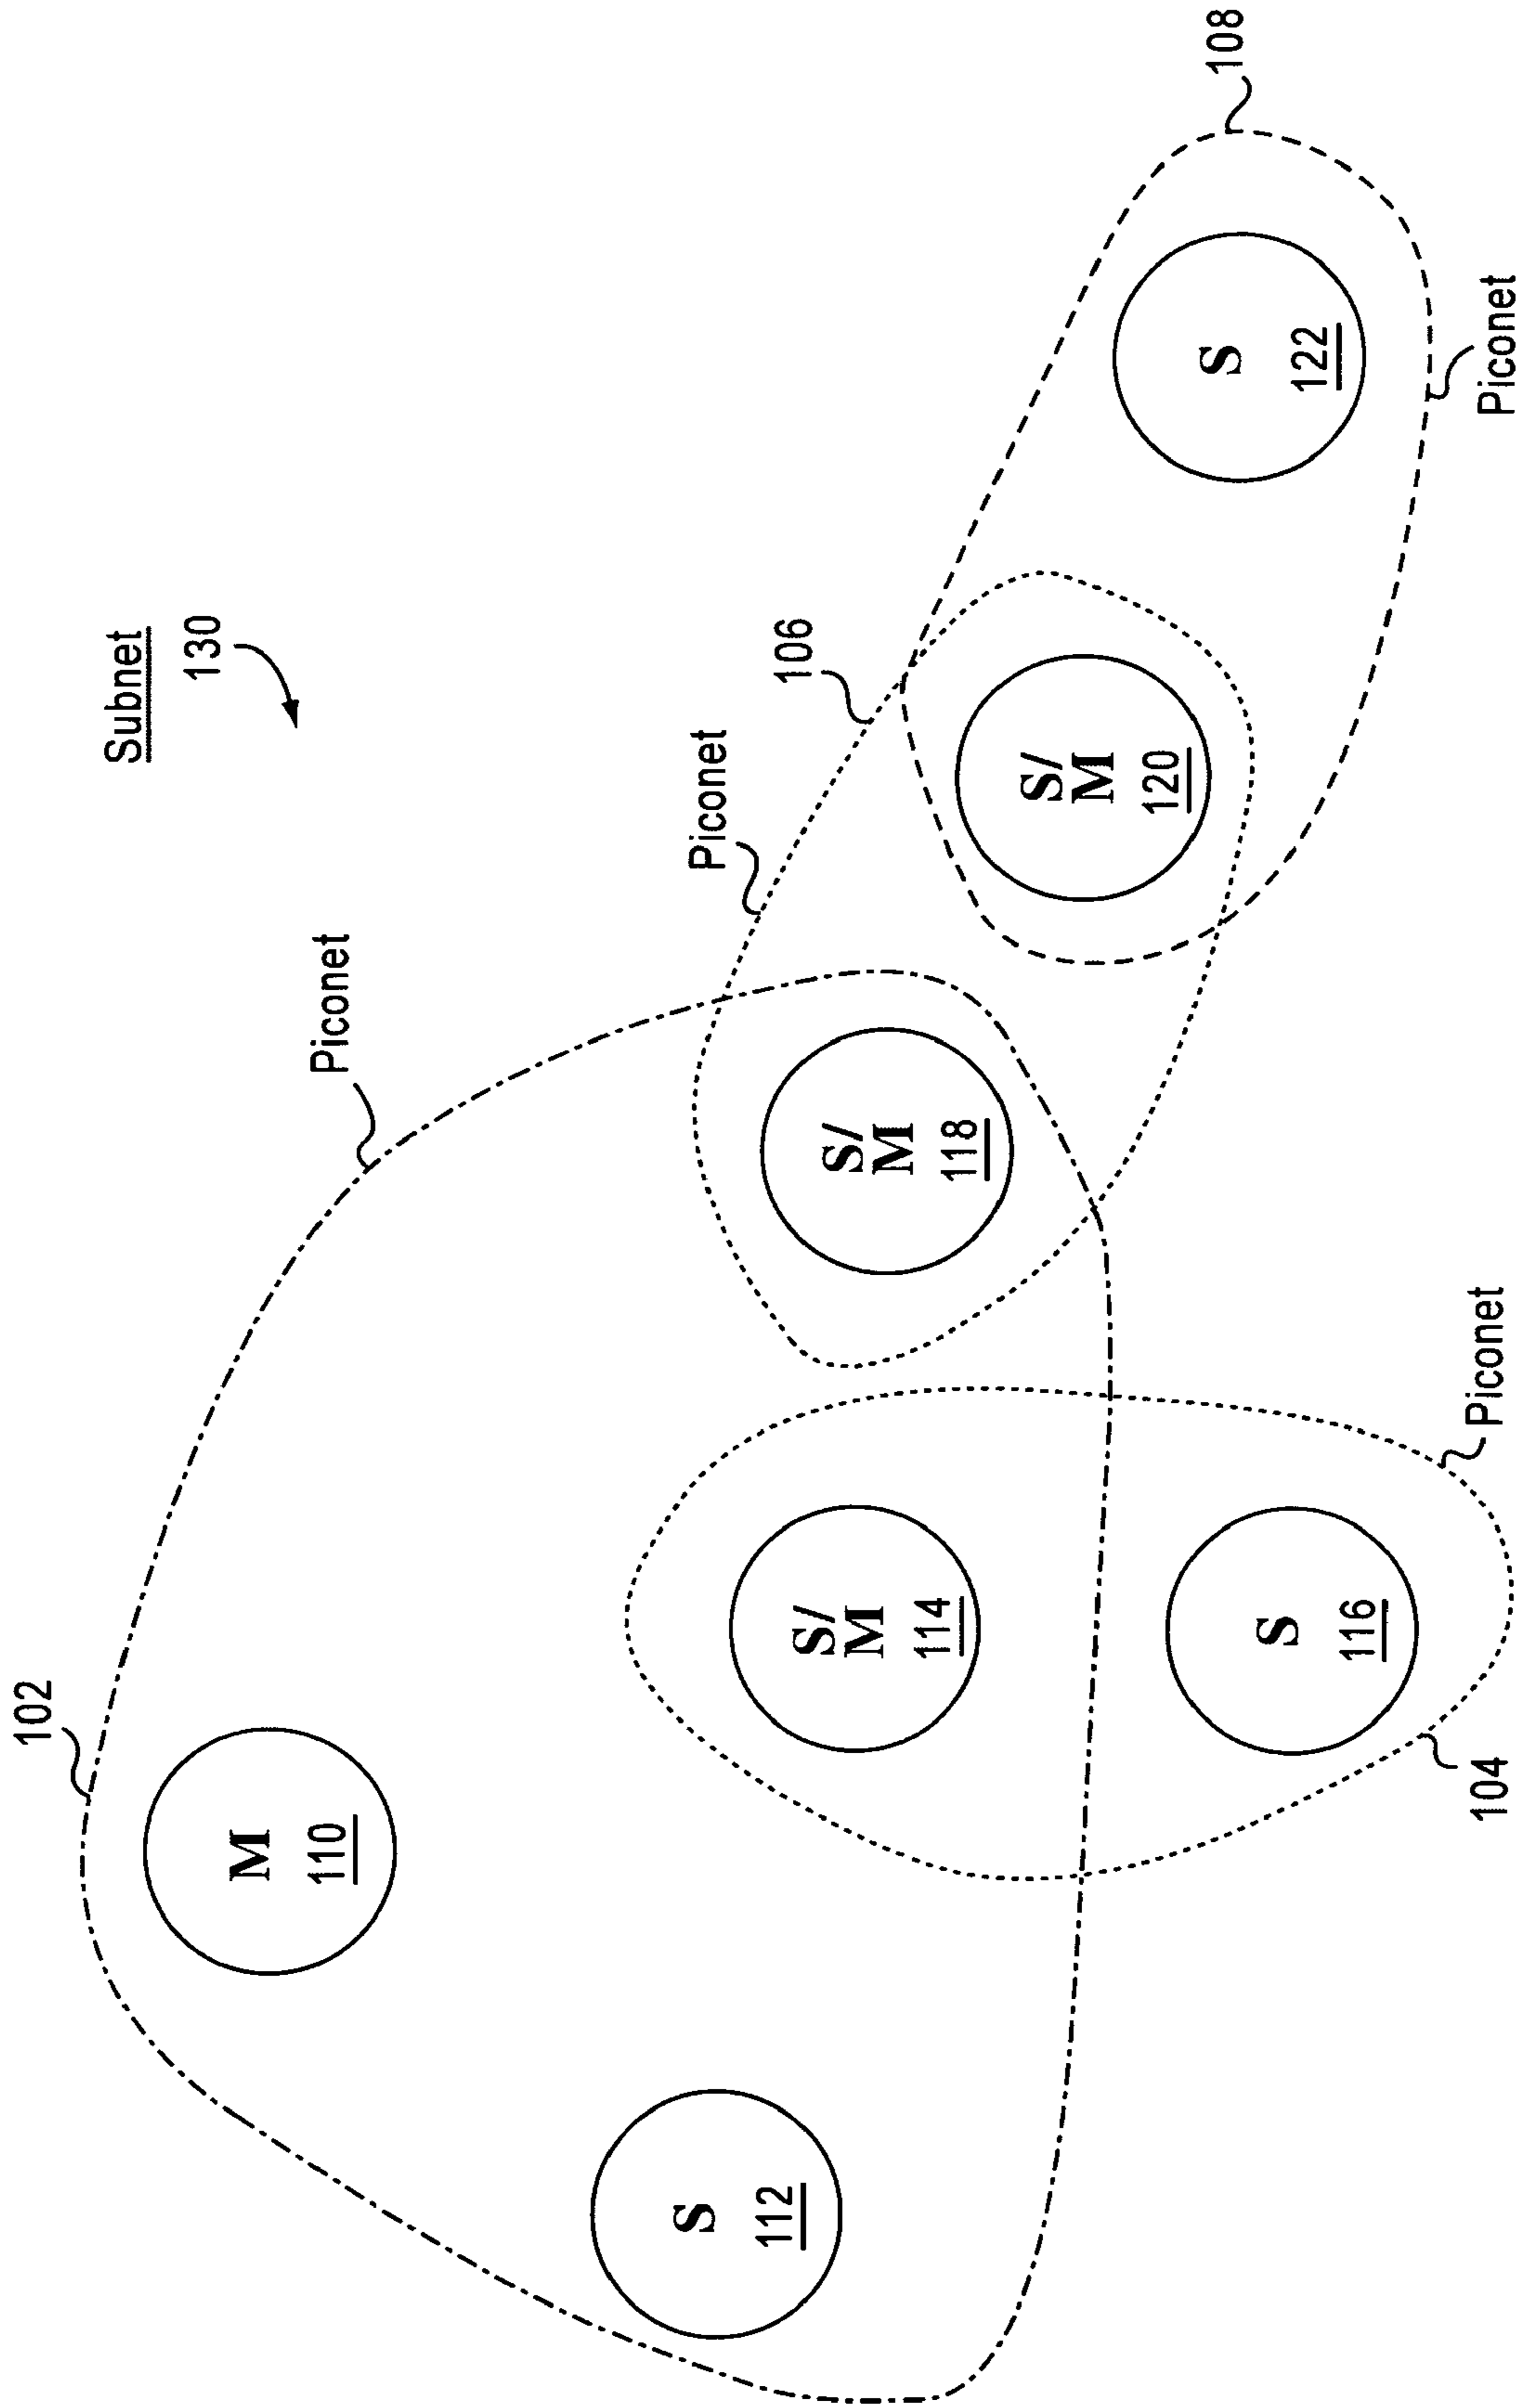 Subnet
130
102
Piconet
Piconet
106
108
M
110
S
112
S/
M
114
S/
M
118
S/
M
120
S
122
S
116
104
Piconet
Piconet